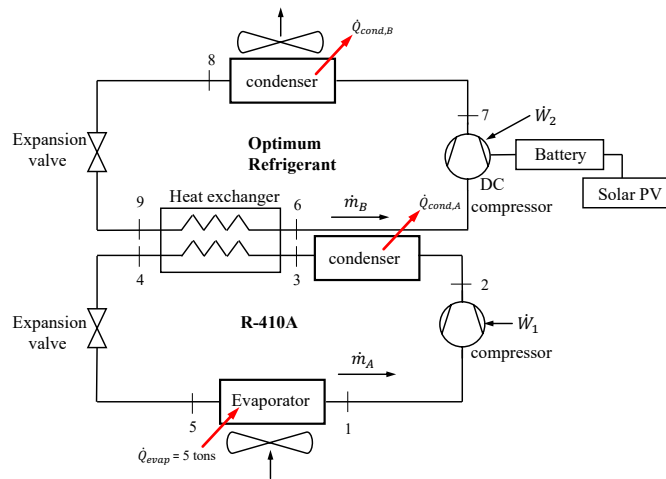 Q̇cond,B
8
condenser
7
Ẇ2
Expansion
valve
Optimum
Refrigerant
Battery
DC
compressor
Solar PV
Heat exchanger
9
6
ṁB
Q̇cond,A
4
3
condenser
2
Expansion
valve
R-410A
Ẇ1
compressor
ṁA
Evaporator
5
1
Q̇evap = 5 tons